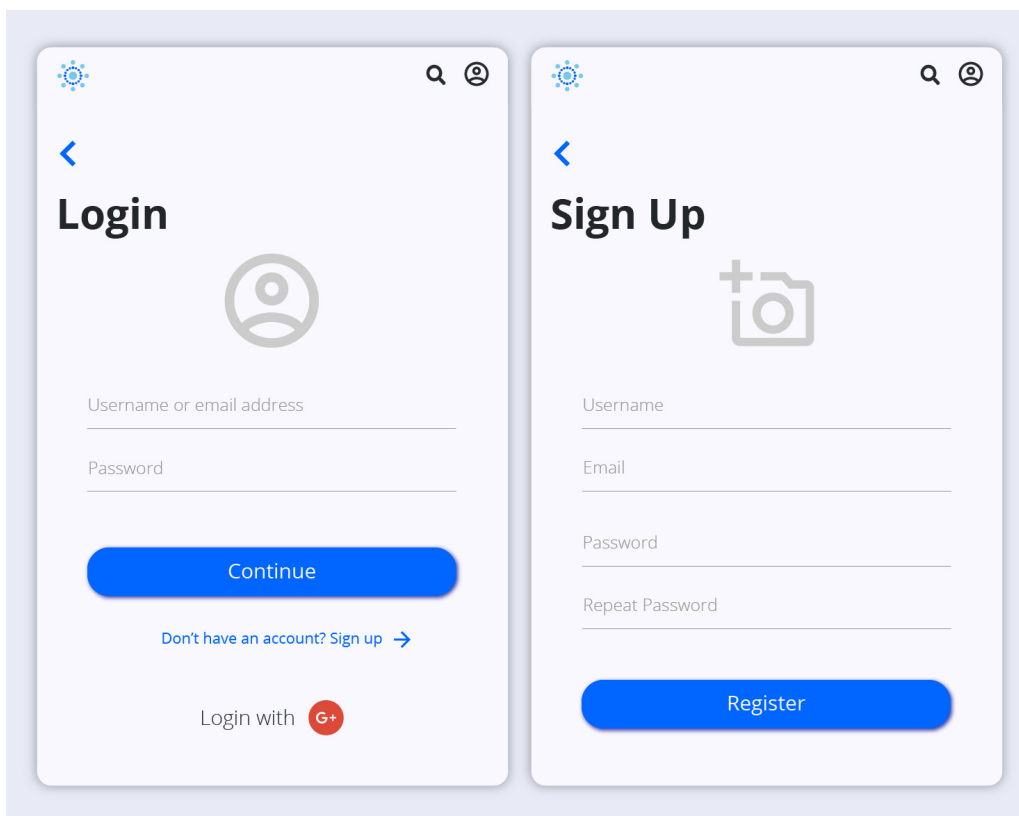 Login
Username or email address
Password
Continue
Don't have an account? Sign up
Login with
G+
Sign Up
Username
Email
Password
Repeat Password
Register